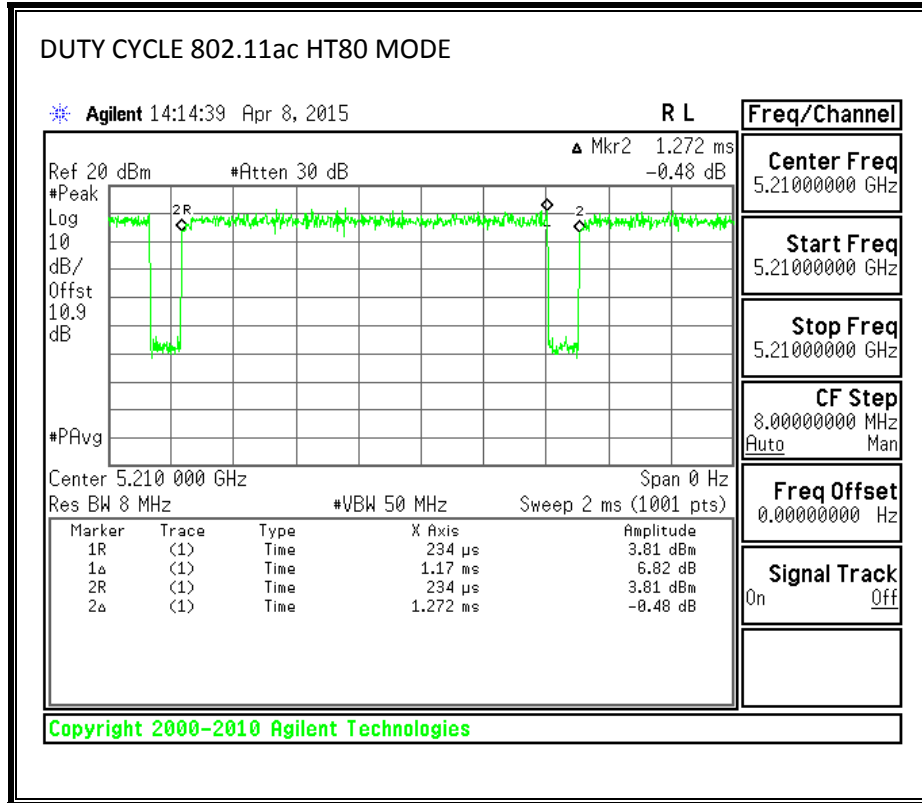 DUTY CYCLE 802.11ac HT80 MODE
Agilent 14:14:39 Apr 8, 2015 R L
Freq/Channel
Δ Mkr2 1.272 ms
Ref 20 dBm #Atten 30 dB -0.48 dB
#Peak
Log
10
dB/
Offst
10.9
dB
#PAvg
2R
2
Center 5.210 000 GHz Span 0 Hz
Res BW 8 MHz #VBW 50 MHz Sweep 2 ms (1001 pts)
Marker Trace Type X Axis Amplitude
1R (1) Time 234 µs 3.81 dBm
1Δ (1) Time 1.17 ms 6.82 dB
2R (1) Time 234 µs 3.81 dBm
2Δ (1) Time 1.272 ms -0.48 dB
Center Freq
5.21000000 GHz
Start Freq
5.21000000 GHz
Stop Freq
5.21000000 GHz
CF Step
8.00000000 MHz
Auto Man
Freq Offset
0.00000000 Hz
Signal Track
On Off
Copyright 2000-2010 Agilent Technologies